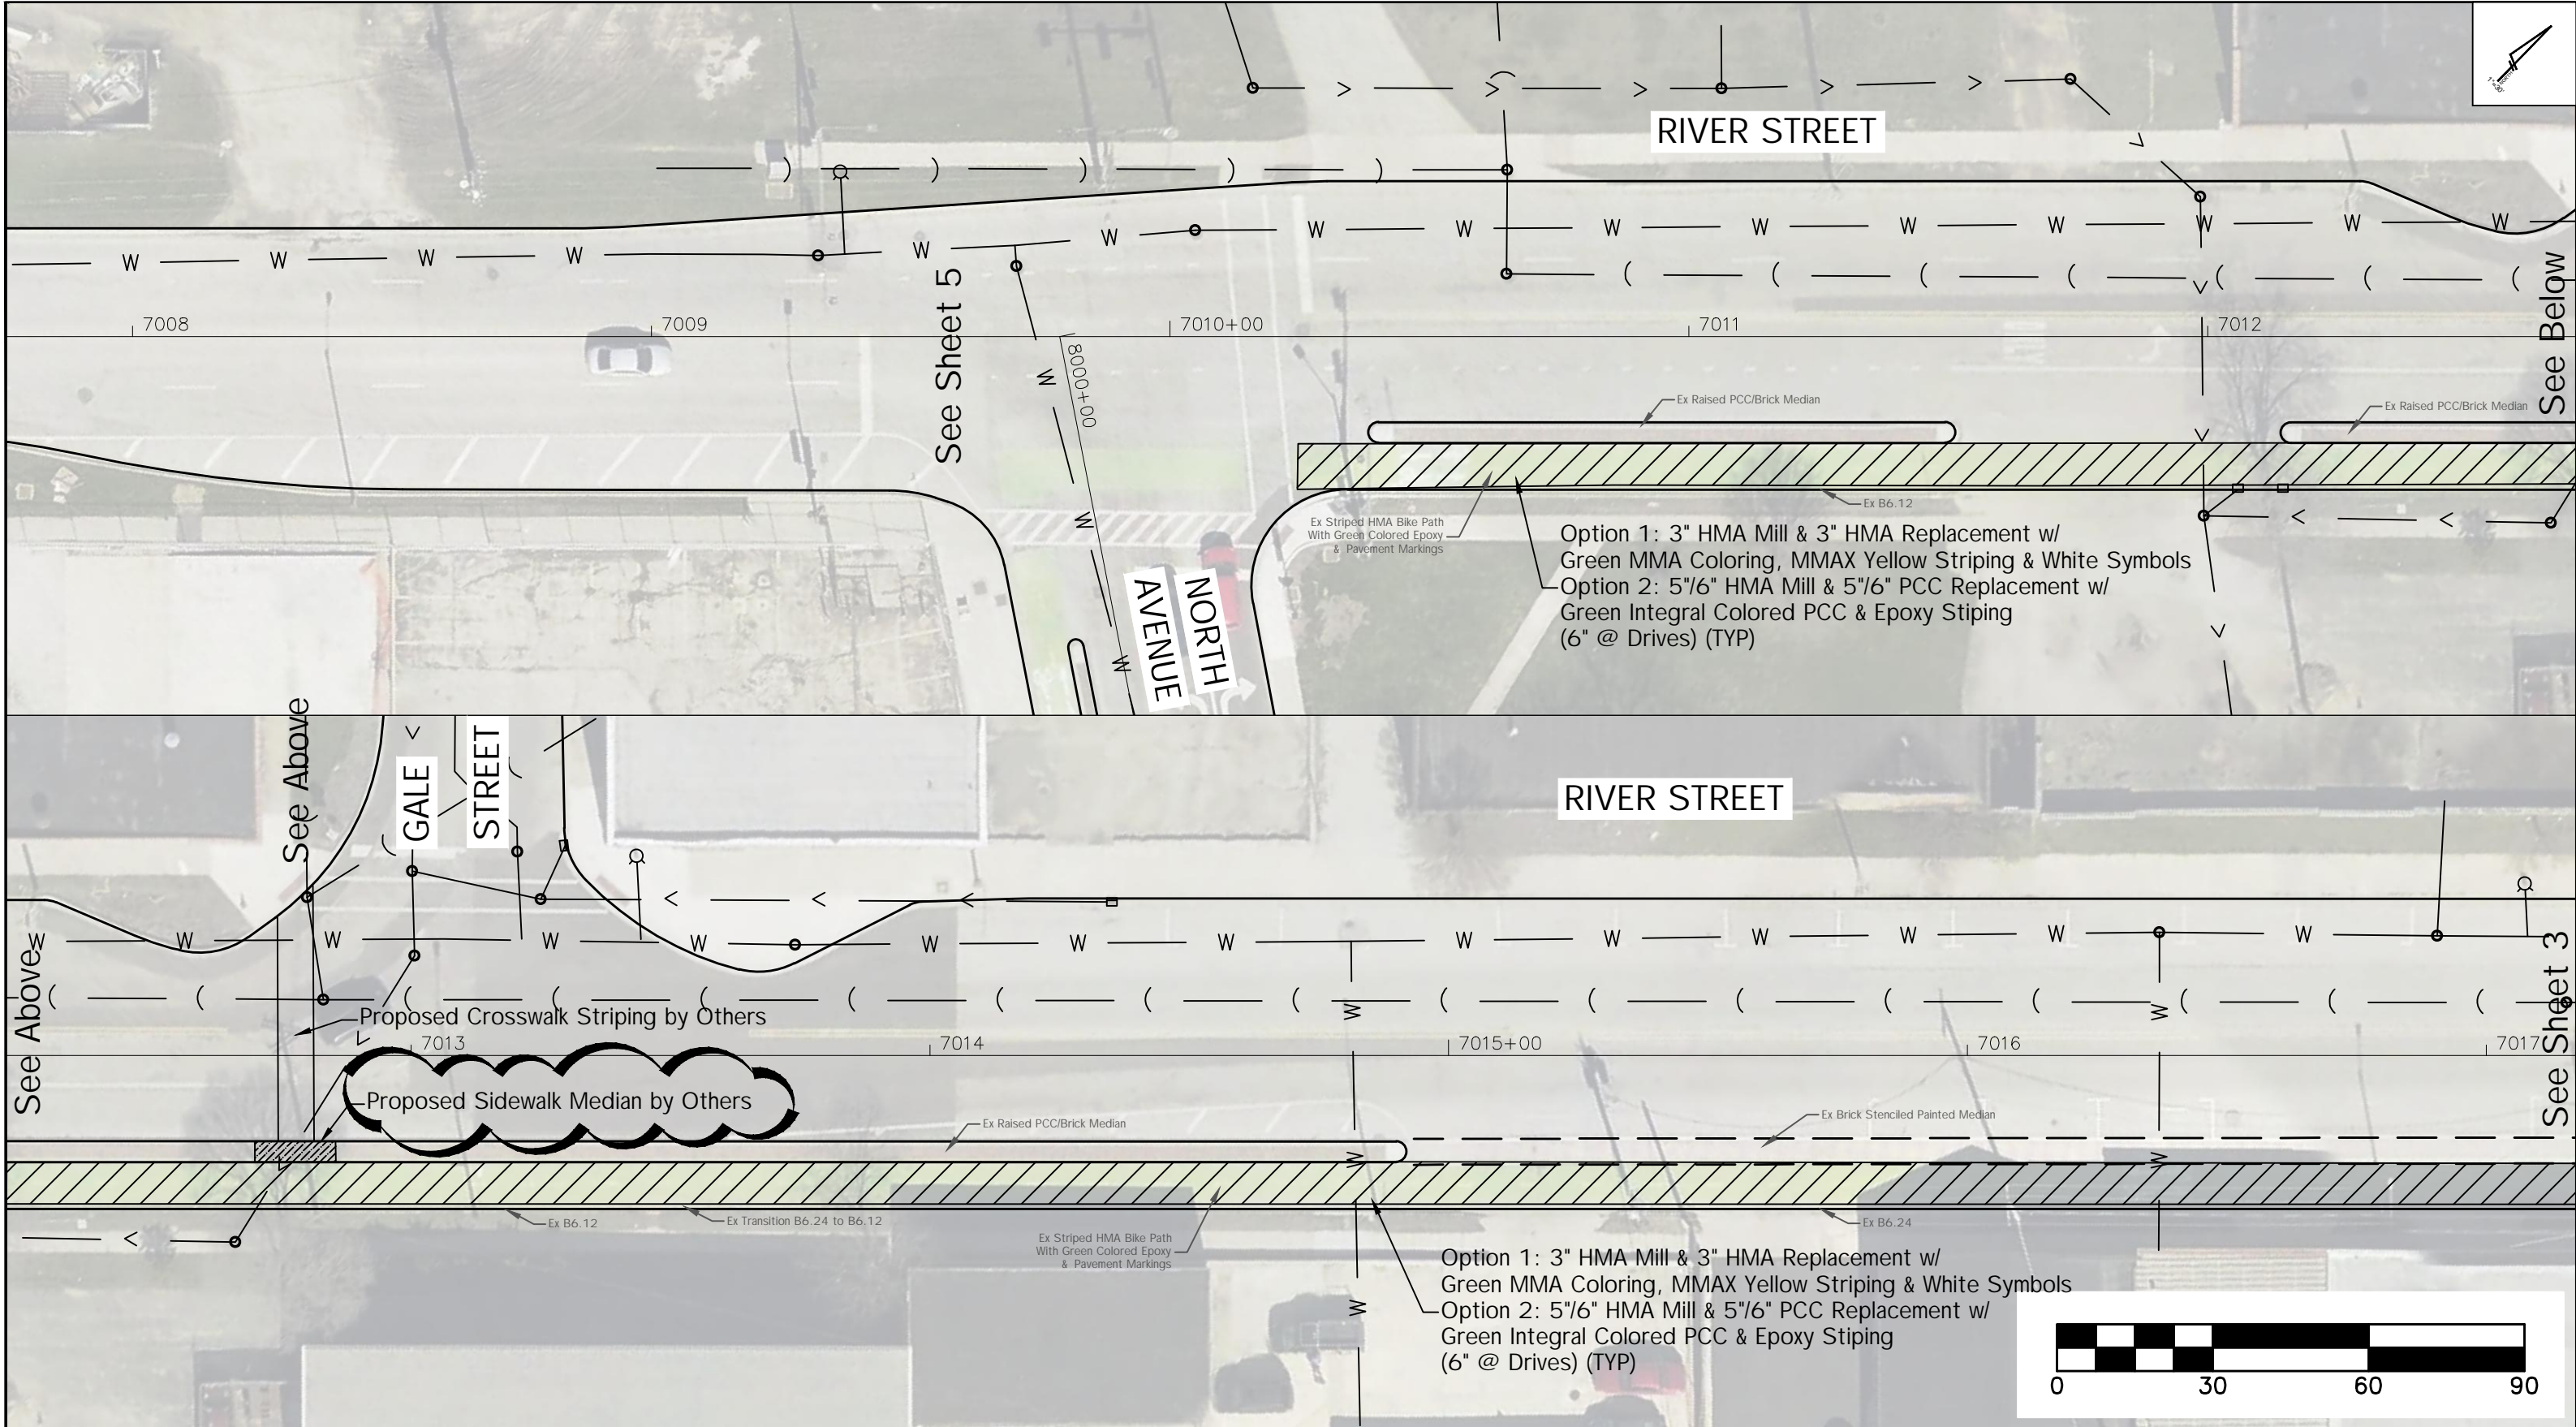 RIVER STREET
See Sheet 5
See Below
7008
7009
7010+00
7011
7012
8000+00
Ex Raised PCC/Brick Median
Ex Raised PCC/Brick Median
Ex B6.12
Ex Striped HMA Bike Path
With Green Colored Epoxy
& Pavement Markings
Option 1: 3" HMA Mill & 3" HMA Replacement w/
Green MMA Coloring, MMAX Yellow Striping & White Symbols
Option 2: 5"/6" HMA Mill & 5"/6" PCC Replacement w/
Green Integral Colored PCC & Epoxy Stiping
(6" @ Drives) (TYP)
NORTH
AVENUE
W W W W W W W W W W W W W W W
W
W
W
See Above
GALE
STREET
RIVER STREET
See Above
See Sheet 3
W W W W W W W W W W W W W W
W W
W W
W
Proposed Crosswalk Striping by Others
7013
7014
7015+00
7016
7017
Proposed Sidewalk Median by Others
Ex Raised PCC/Brick Median
Ex Brick Stenciled Painted Median
Ex B6.12
Ex Transition B6.24 to B6.12
Ex B6.24
Ex Striped HMA Bike Path
With Green Colored Epoxy
& Pavement Markings
Option 1: 3" HMA Mill & 3" HMA Replacement w/
Green MMA Coloring, MMAX Yellow Striping & White Symbols
Option 2: 5"/6" HMA Mill & 5"/6" PCC Replacement w/
Green Integral Colored PCC & Epoxy Stiping
(6" @ Drives) (TYP)
0 30 60 90